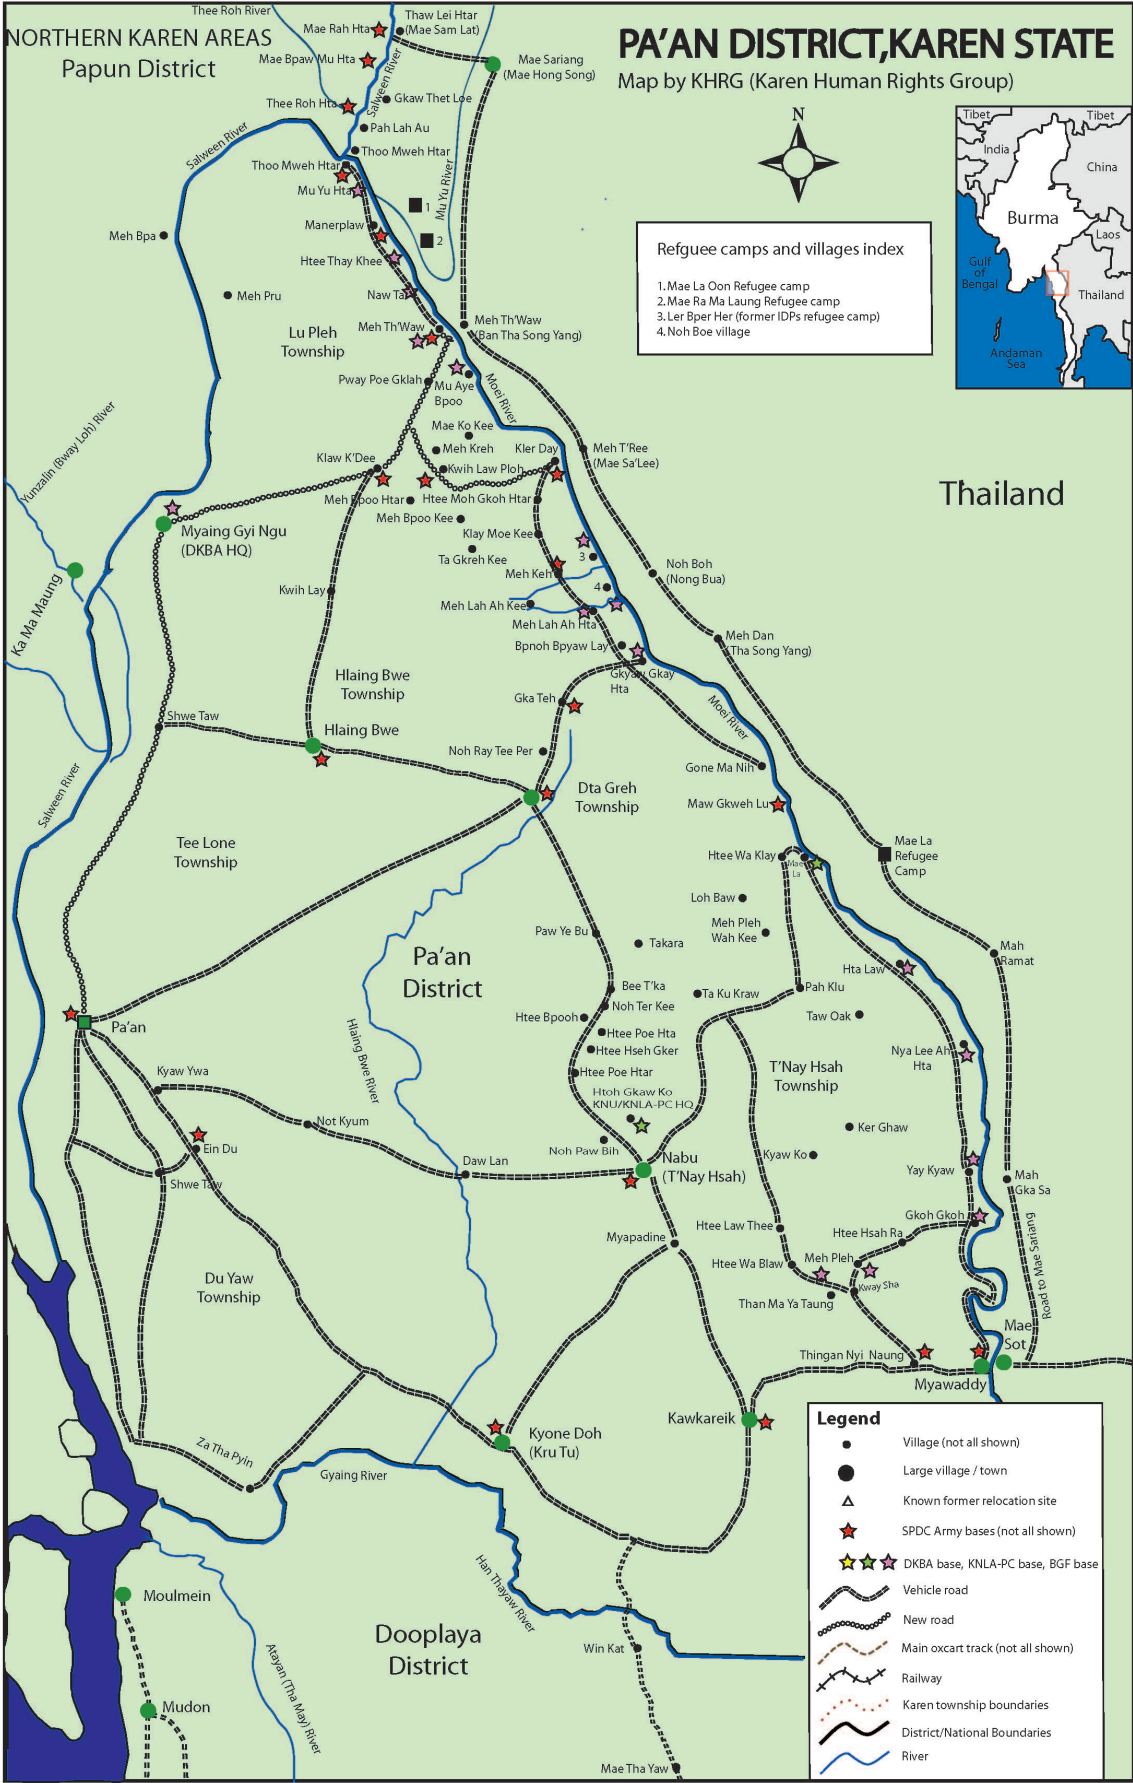 Thee Roh River
Thaw Lei Htar
(Mae Sam Lat)
Mae Rah Hta
NORTHERN KAREN AREAS
Papun District
PA'AN DISTRICT,KAREN STATE
Map by KHRG (Karen Human Rights Group)
Mae Bpaw Mu Hta
Mae Sariang
(Mae Hong Song)
Salween River
Thee Roh Hta
Gkaw Thet Loe
Pah Lah Au
Salween River
Thoo Mweh Htar
Thoo Mweh Htar
Mu Yu Hta
Mu Yu River
1
2
Manerplaw
Meh Bpa
Htee Thay Khee
Meh Pru
Naw Ta
N
Tibet
Tibet
India
China
Burma
Laos
Gulf
of
Bengal
Thailand
Andaman
Sea
Refguee camps and villages index
1.Mae La Oon Refugee camp
2.Mae Ra Ma Laung Refugee camp
3.Ler Bper Her (former IDPs refugee camp)
4.Noh Boe village
Lu Pleh
Township
Meh Th'Waw
Meh Th'Waw
(Ban Tha Song Yang)
Pway Poe Gklah
Mu Aye
Bpoo
Moei River
Mae Ko Kee
Meh Kreh
Kler Day
Meh T'Ree
(Mae Sa'Lee)
Yunzalin (Bway Loh) River
Klaw K'Dee
Kwih Law Ploh
Meh Bpoo Htar
Htee Moh Gkoh Htar
Thailand
Myaing Gyi Ngu
(DKBA HQ)
Meh Bpoo Kee
Klay Moe Kee
Ta Gkreh Kee
3
Meh Keh
Noh Boh
(Nong Bua)
Ka Ma Maung
Kwih Lay
4
Meh Lah Ah Kee
Meh Lah Ah Hta
Bpnoh Bpyaw Lay
Meh Dan
(Tha Song Yang)
Hlaing Bwe
Township
Gkyaw Gkay
Hta
Gka Teh
Moei River
Shwe Taw
Hlaing Bwe
Noh Ray Tee Per
Gone Ma Nih
Salween River
Dta Greh
Township
Maw Gkweh Lu
Tee Lone
Township
Htee Wa Klay
Mae
La
Mae La
Refugee
Camp
Loh Baw
Meh Pleh
Wah Kee
Paw Ye Bu
Takara
Mah
Ramat
Pa'an
District
Hta Law
Bee T'ka
Ta Ku Kraw
Pah Klu
Noh Ter Kee
Htee Bpooh
Taw Oak
Pa'an
Htee Poe Hta
Htee Hseh Gker
Nya Lee Ah
Hta
Hlaing Bwe River
Kyaw Ywa
Htee Poe Htar
T'Nay Hsah
Township
Htoh Gkaw Ko
KNU/KNLA-PC HQ
Not Kyum
Ker Ghaw
Ein Du
Noh Paw Bih
Kyaw Ko
Daw Lan
Nabu
(T'Nay Hsah)
Yay Kyaw
Mah
Gka Sa
Shwe Taw
Gkoh Gkoh
Htee Law Thee
Htee Hsah Ra
Myapadine
Road to Mae Sariang
Htee Wa Blaw
Meh Pleh
Kway Sha
Du Yaw
Township
Than Ma Ya Taung
Mae
Sot
Thingan Nyi Naung
Myawaddy
Kawkareik
Kyone Doh
(Kru Tu)
Za Tha Pyin
Gyaing River
Han Thayaw River
Moulmein
Dooplaya
District
Win Kat
Atayan (Tha May) River
Mudon
Mae Tha Yaw
Legend
Village (not all shown)
Large village / town
Known former relocation site
SPDC Army bases (not all shown)
DKBA base, KNLA-PC base, BGF base
Vehicle road
New road
Main oxcart track (not all shown)
Railway
Karen township boundaries
District/National Boundaries
River